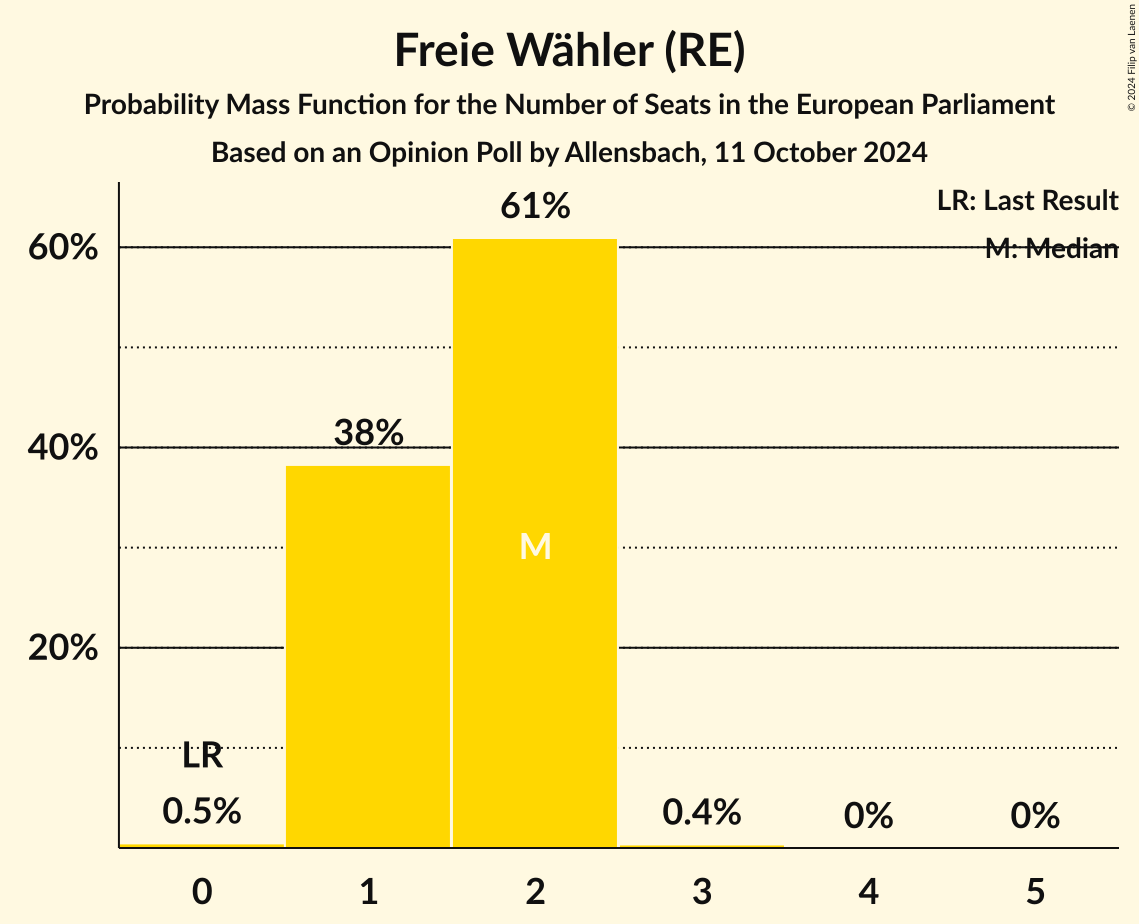 Freie Wähler (RE)
Probability Mass Function for the Number of Seats in the European Parliament
Based on an Opinion Poll by Allensbach, 11 October 2024
© 2024 Filip van Laenen
LR: Last Result
M: Median
61%
60%
38%
40%
M
20%
LR
0.5%
0.4%
0%
0%
0 1 2 3 4 5